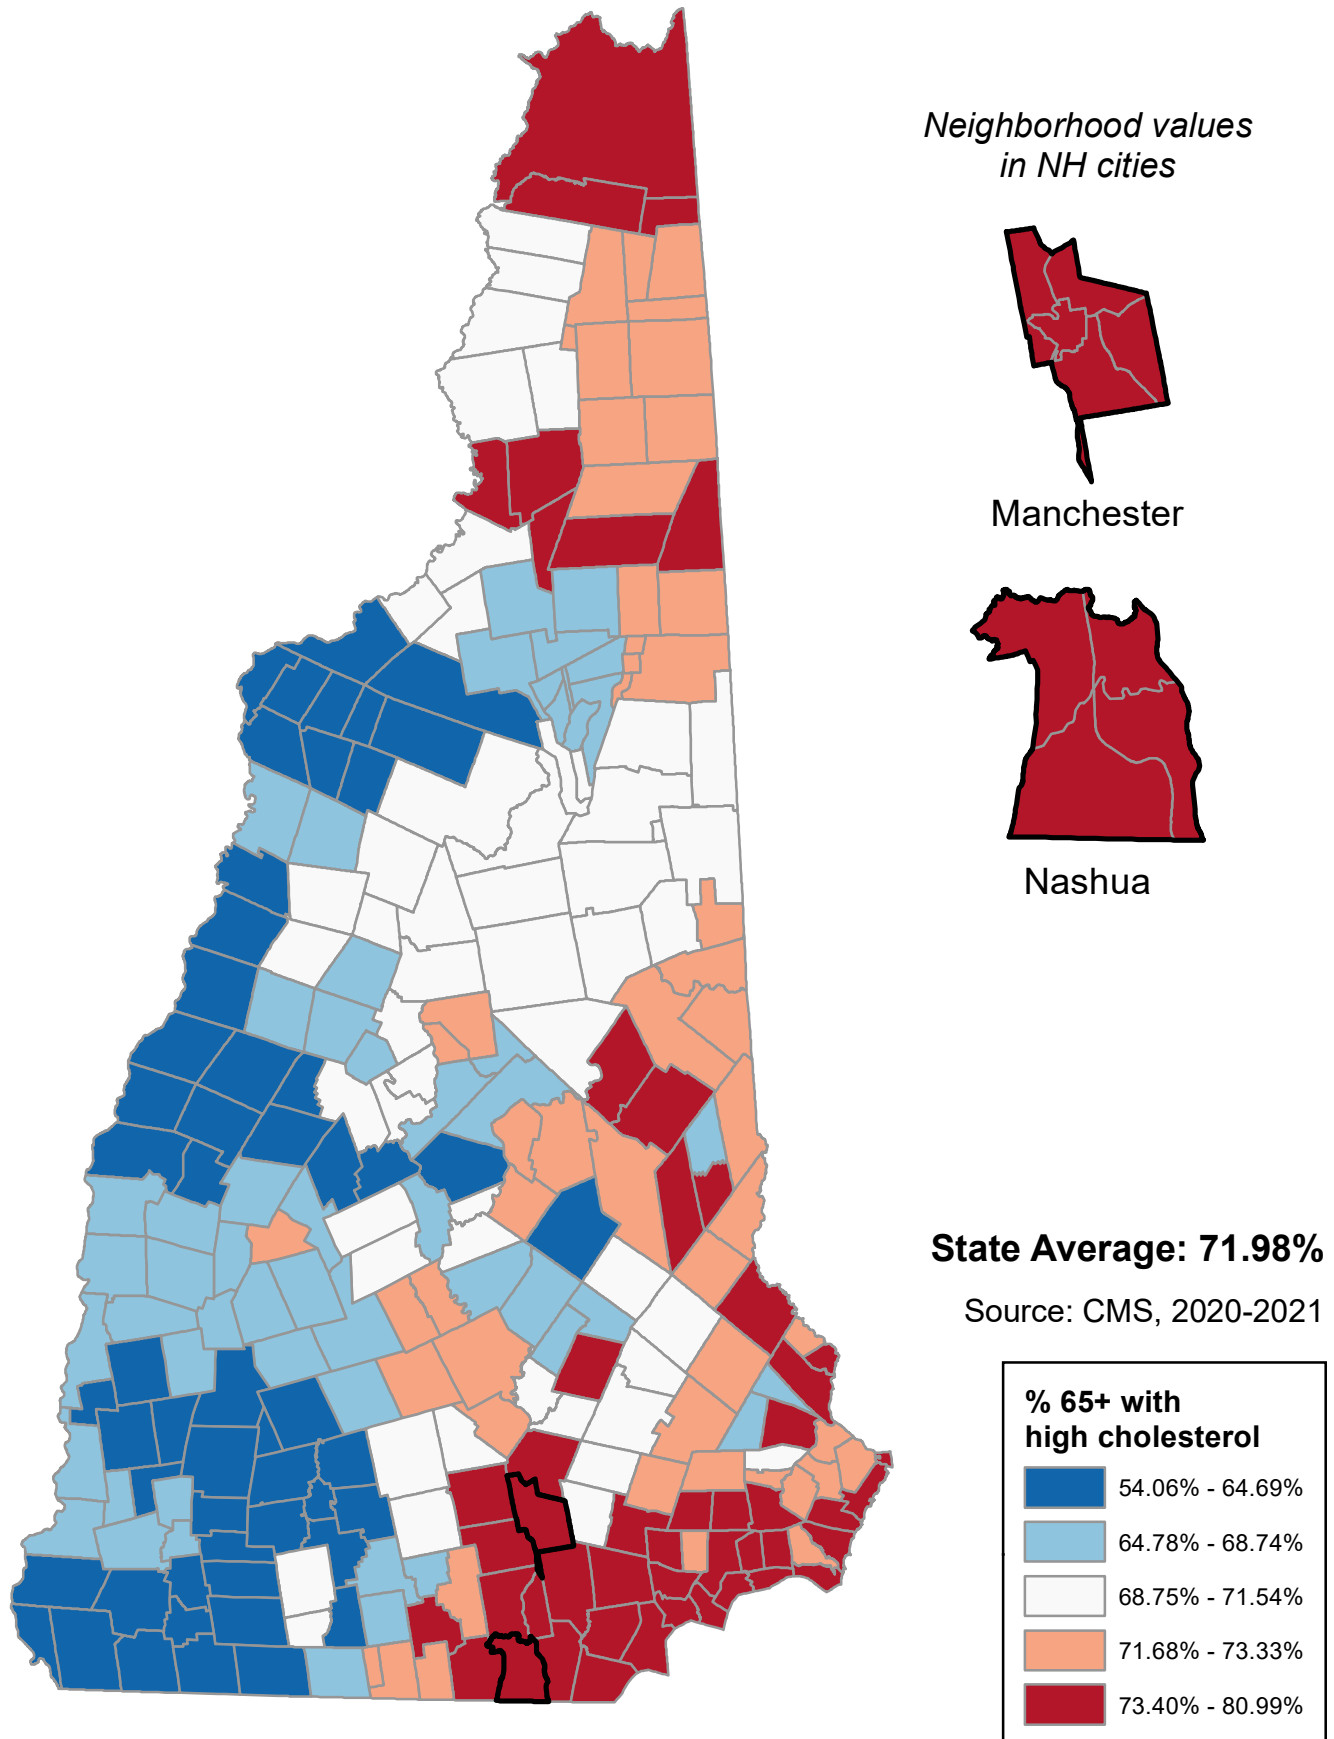 Neighborhood values
in NH cities
Manchester
Nashua
State Average: 71.98%
Source: CMS, 2020-2021
% 65+ with
high cholesterol
54.06% - 64.69%
64.78% - 68.74%
68.75% - 71.54%
71.68% - 73.33%
73.40% - 80.99%